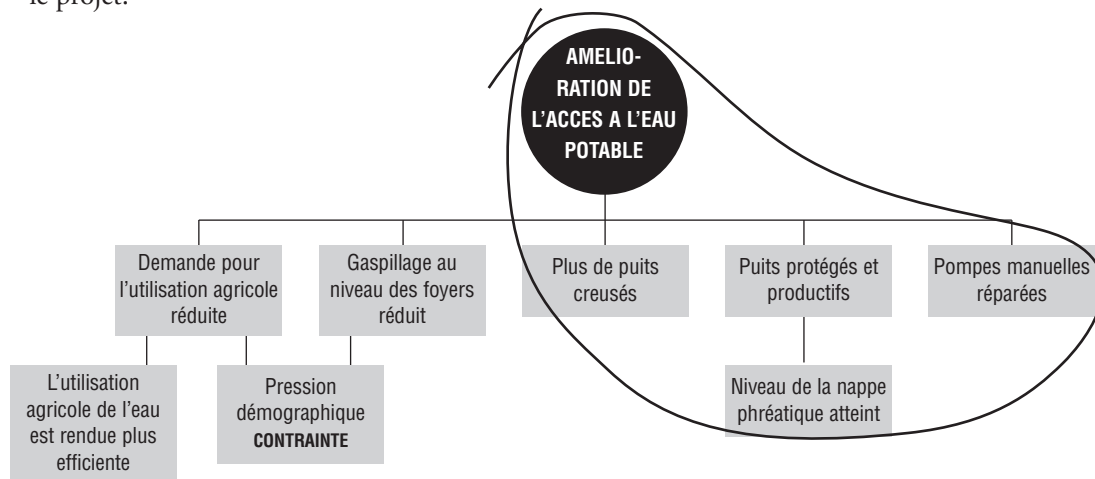 le projet.
AMELIO-
RATION DE
L'ACCES A L'EAU
POTABLE
Demande pour
l'utilisation agricole
réduite
Gaspillage au
niveau des foyers
réduit
Plus de puits
creusés
Puits protégés et
productifs
Pompes manuelles
réparées
L'utilisation
agricole de l'eau
est rendue plus
efficiente
Pression
démographique
CONTRAINTE
Niveau de la nappe
phréatique atteint